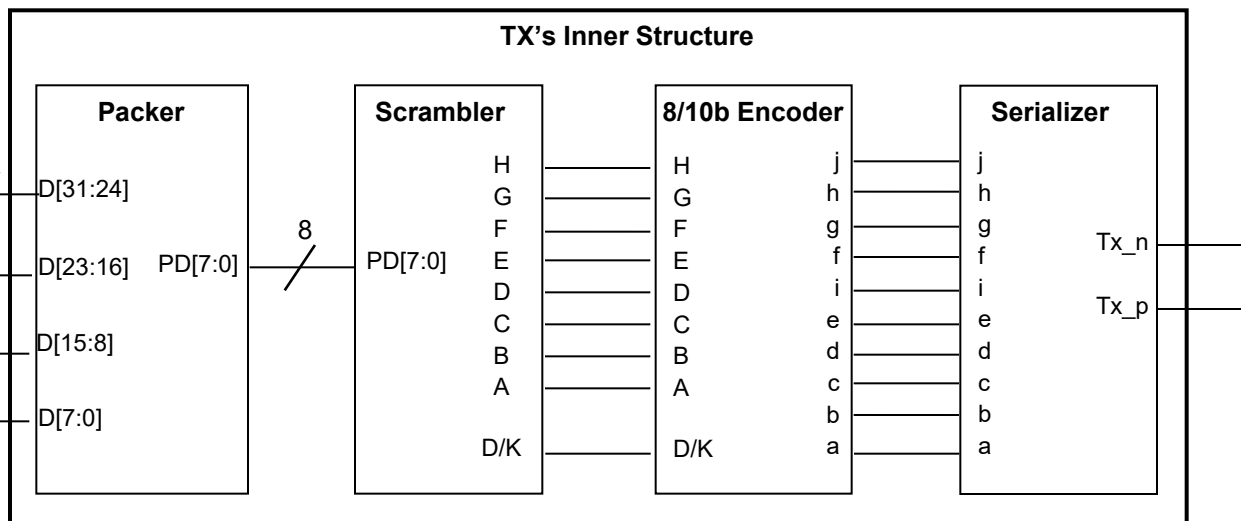 TX's Inner Structure
Packer
D[31:24]
D[23:16]
PD[7:0]
D[15:8]
D[7:0]
8
Scrambler
PD[7:0]
H
G
F
E
D
C
B
A
D/K
8/10b Encoder
H
G
F
E
D
C
B
A
D/K
j
h
g
f
i
e
d
c
b
a
Serializer
j
h
g
f
i
e
d
c
b
a
Tx_n
Tx_p